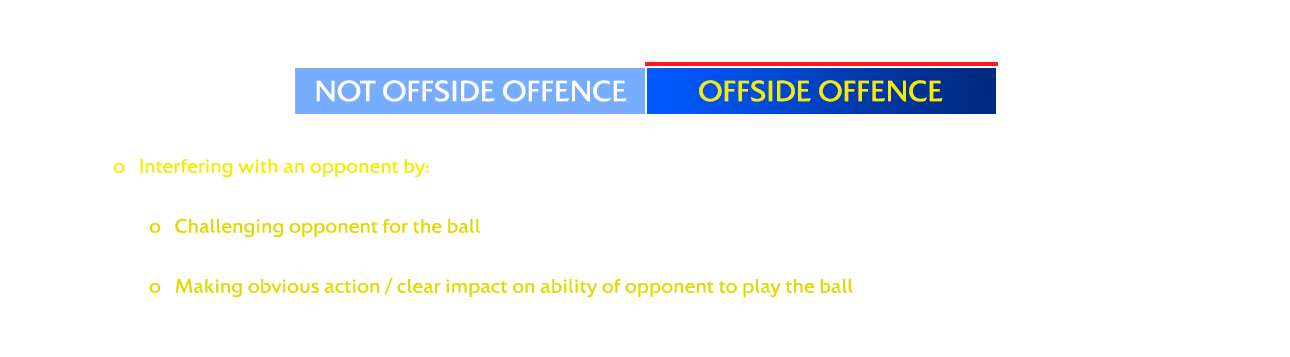 NOT OFFSIDE OFFENCE OFFSIDE OFFENCE
o Interfering with an opponent by:
o Challenging opponent for the ball
o Making obvious action / clear impact on ability of opponent to play the ball